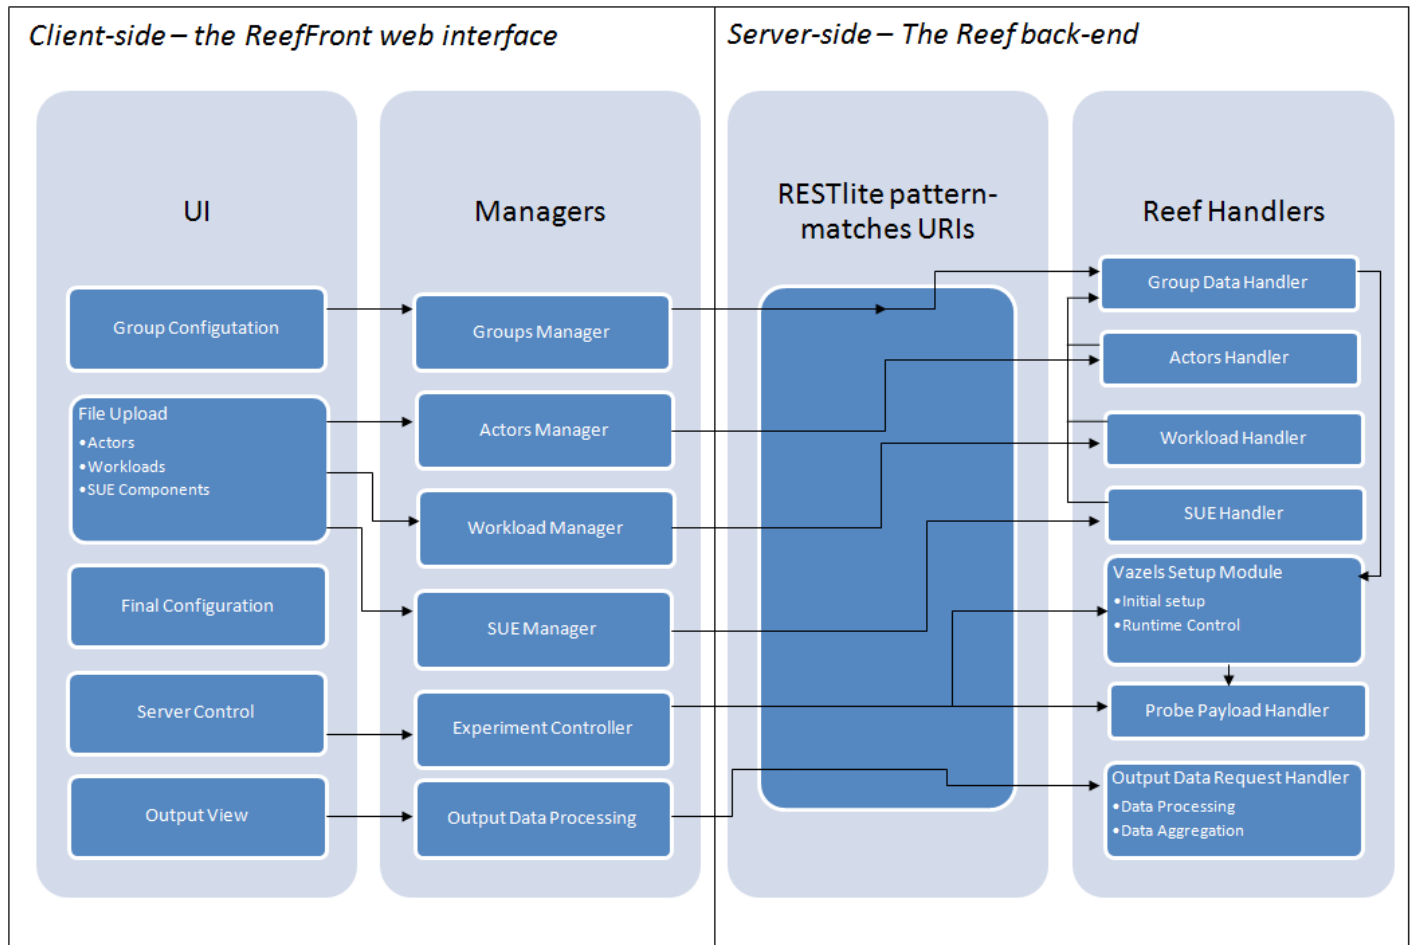 Client-side – the ReefFront web interface
Server-side – The Reef back-end
UI
Group Configutation
File Upload
•Actors
•Workloads
•SUE Components
Final Configuration
Server Control
Output View
Managers
Groups Manager
Actors Manager
Workload Manager
SUE Manager
Experiment Controller
Output Data Processing
RESTlite pattern-
matches URIs
Reef Handlers
Group Data Handler
Actors Handler
Workload Handler
SUE Handler
Vazels Setup Module
•Initial setup
•Runtime Control
Probe Payload Handler
Output Data Request Handler
•Data Processing
•Data Aggregation